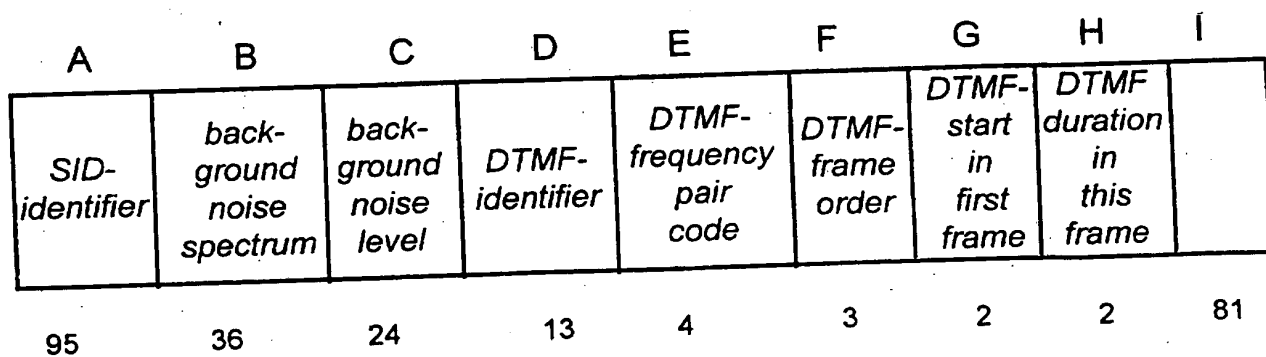 A B C D E F G H I
SID-
identifier
back-
ground
noise
spectrum
back-
ground
noise
level
DTMF-
identifier
DTMF-
frequency
pair
code
DTMF-
frame
order
DTMF-
start
in
first
frame
DTMF
duration
in
this
frame
95 36 24 13 4 3 2 2 81